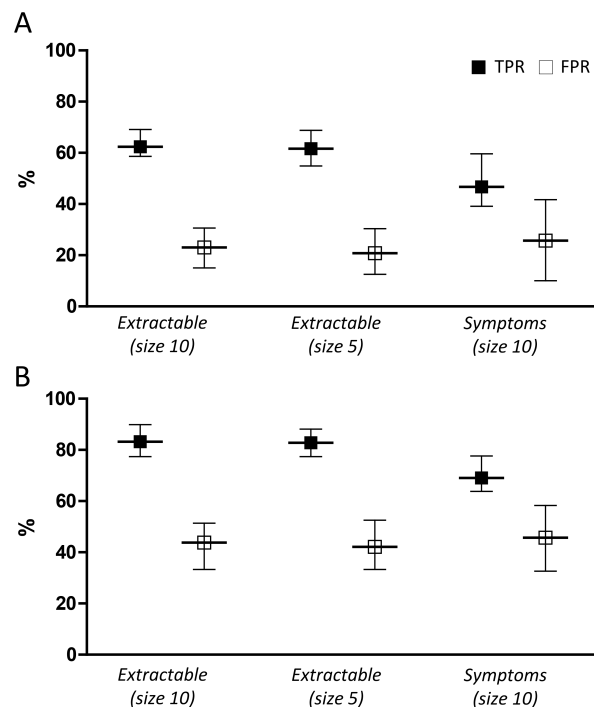 A
100
TPR FPR
80
60
%
40
20
0
Extractable Extractable Symptoms
(size 10) (size 5) (size 10)
B
100
80
60
%
40
20
0
Extractable Extractable Symptoms
(size 10) (size 5) (size 10)